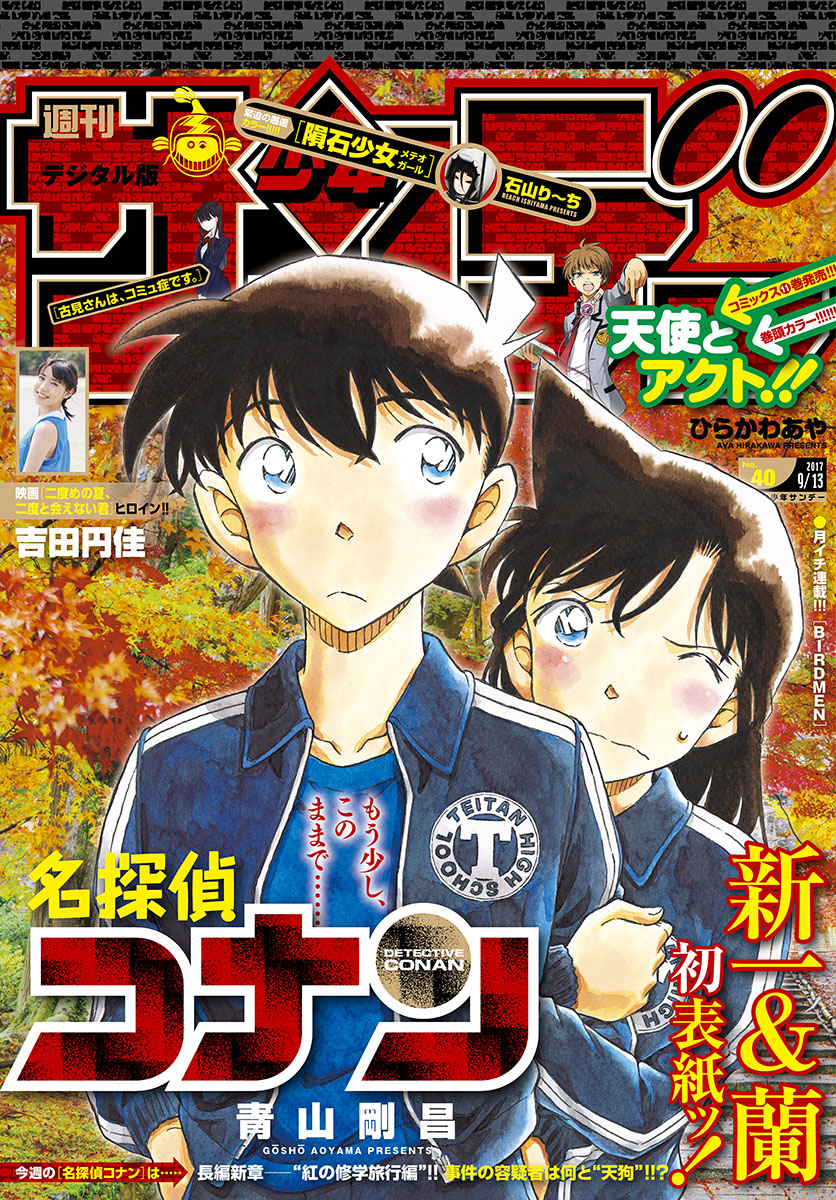 週刊
少年
サンデー
デジタル版
緊迫の巻頭
カラー!!!!!
[隕石少女]
メテオ
ガール
石山り〜ち
REACH ISHIYAMA PRESENTS
[古見さんは、コミュ症です。]
コミックス⑪巻発売!!!
巻頭カラー!!!!!!
天使と
アクト!!
ひらかわあや
AYA HIRAKAWA PRESENTS
No.
40
2017
9/13
少年サンデー
映画[二度めの夏、
二度と会えない君]ヒロイン!!
吉田円佳
●月イチ連載!!![BIRDMEN]
もう少し、
この
ままで……
TEITAN HIGH SCHOOL
T
HIGH
SCHOOL
名探偵
コナン
DETECTIVE
CONAN
青山剛昌
GŌSHŌ AOYAMA PRESENTS
新一&蘭
初表紙ッ!
今週の[名探偵コナン]は……
長編新章——“紅の修学旅行編”!! 事件の容疑者は何と“天狗”!!?